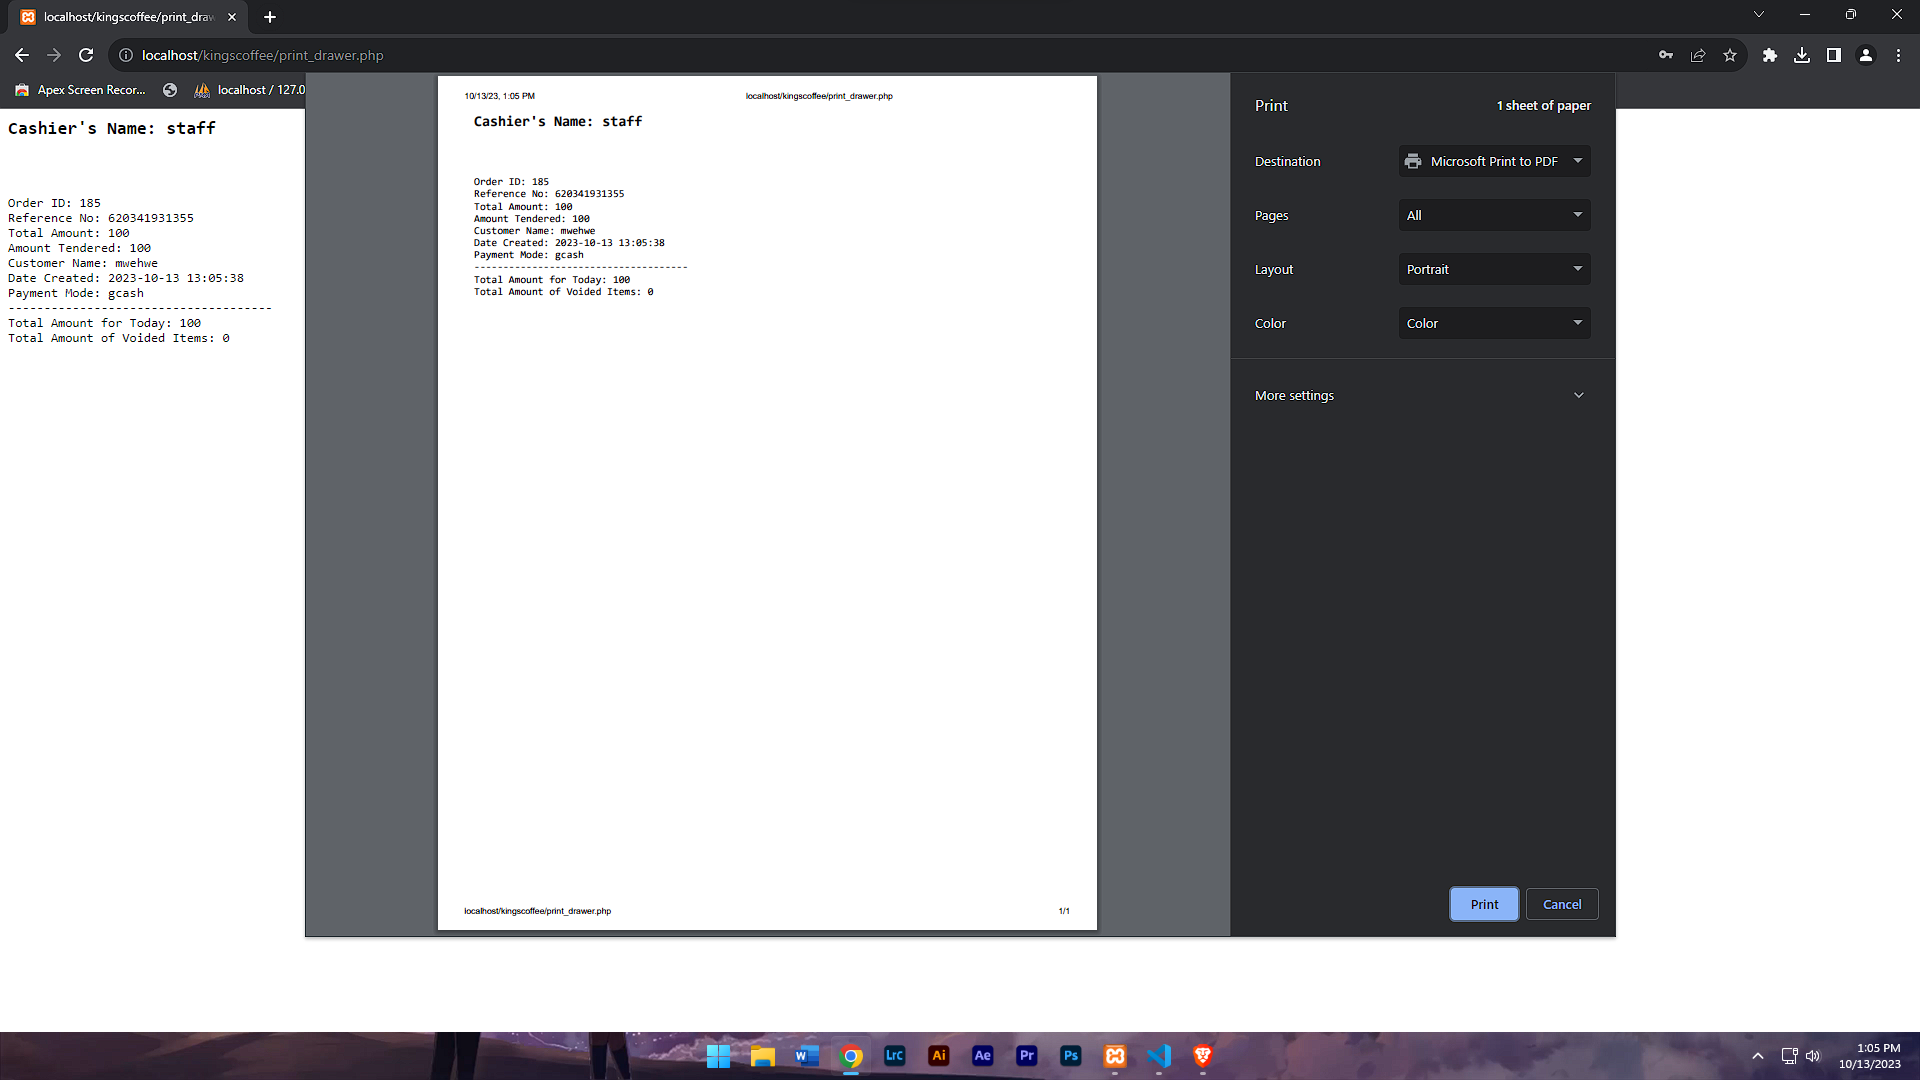 localhost/kingscoffee/print_draw
localhost/kingscoffee/print_drawer.php
Apex Screen Recor...
localhost / 127.0
Cashier's Name: staff
Order ID: 185
Reference No: 620341931355
Total Amount: 100
Amount Tendered: 100
Customer Name: mwehwe
Date Created: 2023-10-13 13:05:38
Payment Mode: gcash
-------------------------------------
Total Amount for Today: 100
Total Amount of Voided Items: 0
10/13/23, 1:05 PM
localhost/kingscoffee/print_drawer.php
Cashier's Name: staff
Order ID: 185
Reference No: 620341931355
Total Amount: 100
Amount Tendered: 100
Customer Name: mwehwe
Date Created: 2023-10-13 13:05:38
Payment Mode: gcash
-------------------------------------
Total Amount for Today: 100
Total Amount of Voided Items: 0
localhost/kingscoffee/print_drawer.php
1/1
Print
1 sheet of paper
Destination
Microsoft Print to PDF
Pages
All
Layout
Portrait
Color
Color
More settings
Print
Cancel
W
LrC
Ai
Ae
Pr
Ps
1:05 PM
10/13/2023